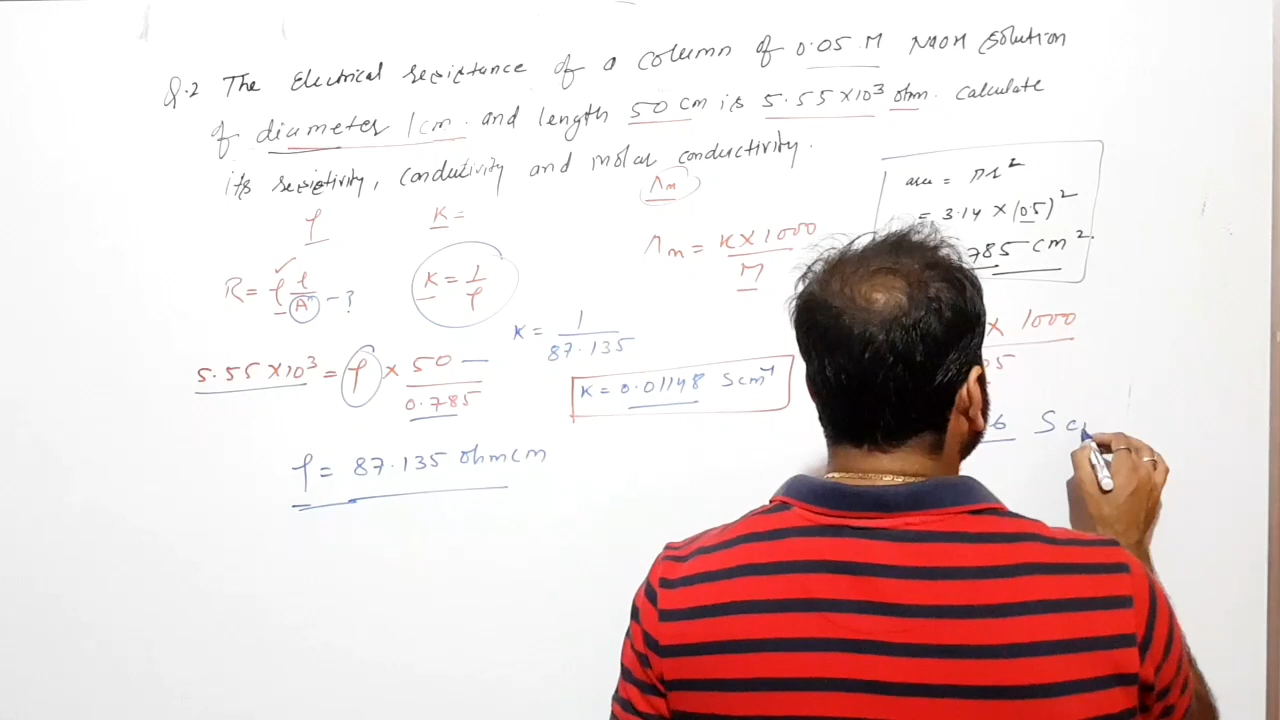 Q.2 The Electrical resistance of a column of 0.05 M NaOH solution
of diameter 1cm and length 50 cm is 5.55×10³ ohm. calculate
its resistivity, conductivity and molar conductivity.
ρ
K =
Λm
R = ρ l/A - ?
K = 1/ρ
Λm = K×1000/M
area = πr²
= 3.14 × (0.5)²
785 cm².
5.55×10³ = ρ × 50/0.785
K = 1/87.135
K = 0.01148 S cm⁻¹
× 1000
05
ρ = 87.135 ohm cm
6 S c